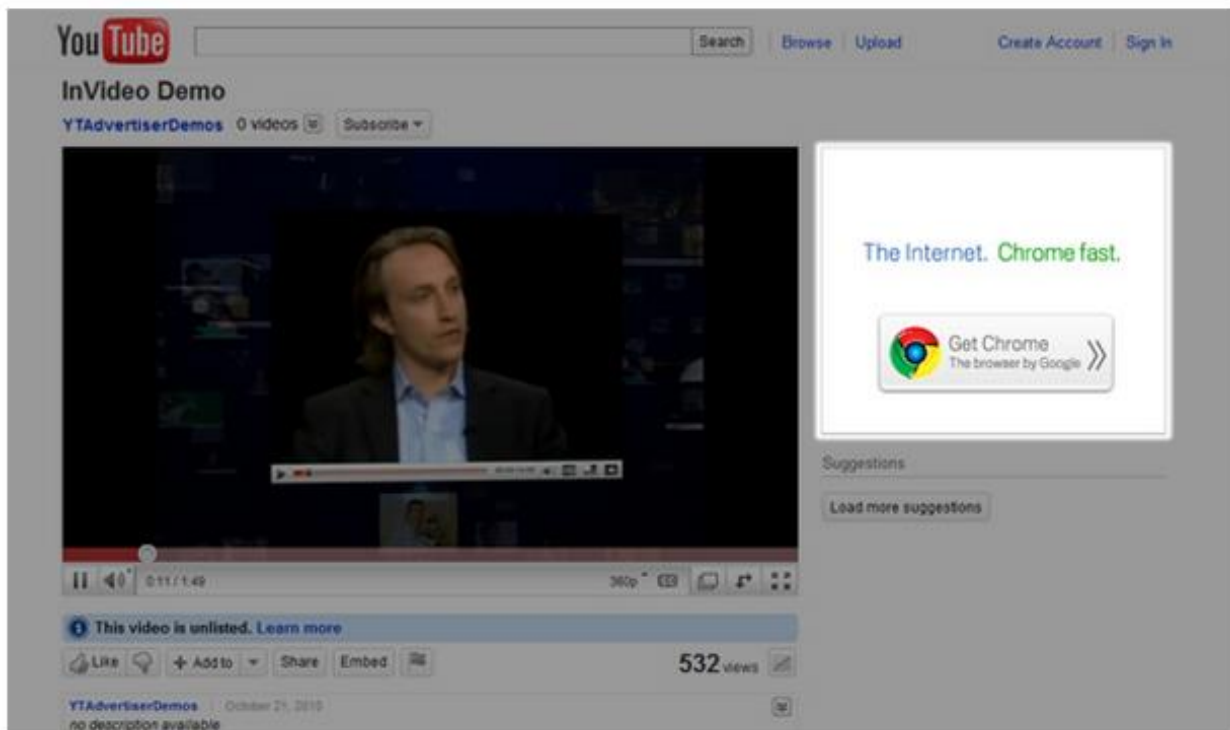 YouTube
Search Browse Upload Create Account Sign In
InVideo Demo
YTAdvertiserDemos 0 videos Subscribe
The Internet. Chrome fast.
Get Chrome
The browser by Google
Suggestions
Load more suggestions
0:11 / 1:49 360p CC
This video is unlisted. Learn more
Like Add to Share Embed 532 views
YTAdvertiserDemos October 21, 2010
no description available